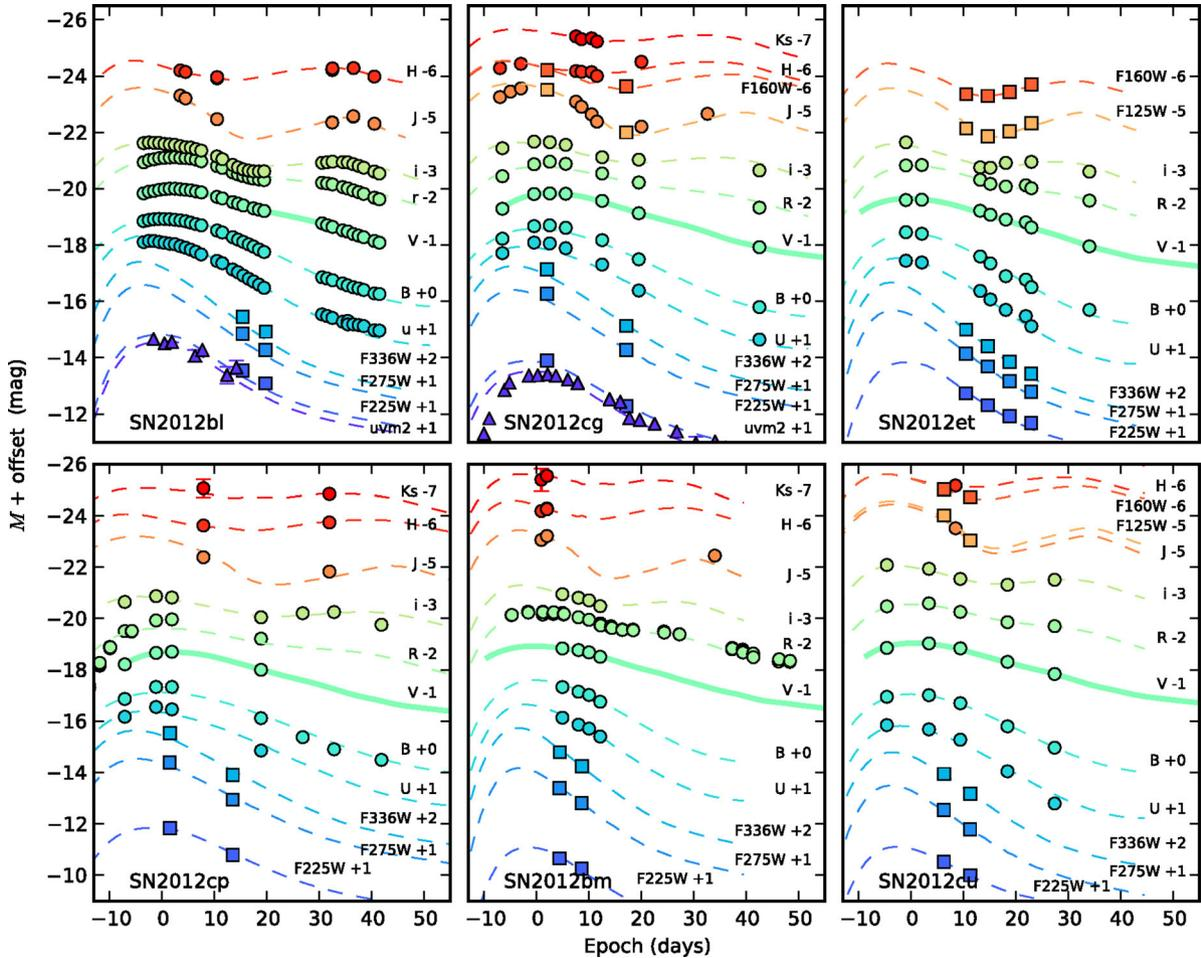 −26
−24
−22
−20
−18
−16
−14
−12
H -6
J -5
i -3
r -2
V -1
B +0
u +1
F336W +2
F275W +1
F225W +1
uvm2 +1
SN2012bl
Ks -7
H -6
F160W -6
J -5
i -3
R -2
V -1
B +0
U +1
F336W +2
F275W +1
F225W +1
uvm2 +1
SN2012cg
F160W -6
F125W -5
i -3
R -2
V -1
B +0
U +1
F336W +2
F275W +1
F225W +1
SN2012et
M + offset (mag)
−26
−24
−22
−20
−18
−16
−14
−12
−10
Ks -7
H -6
J -5
i -3
R -2
V -1
B +0
U +1
F336W +2
F275W +1
F225W +1
SN2012cp
Ks -7
H -6
J -5
i -3
R -2
V -1
B +0
U +1
F336W +2
F275W +1
F225W +1
SN2012bm
H -6
F160W -6
F125W -5
J -5
i -3
R -2
V -1
B +0
U +1
F336W +2
F275W +1
F225W +1
SN2012cu
−10 0 10 20 30 40 50
−10 0 10 20 30 40 50
−10 0 10 20 30 40 50
Epoch (days)